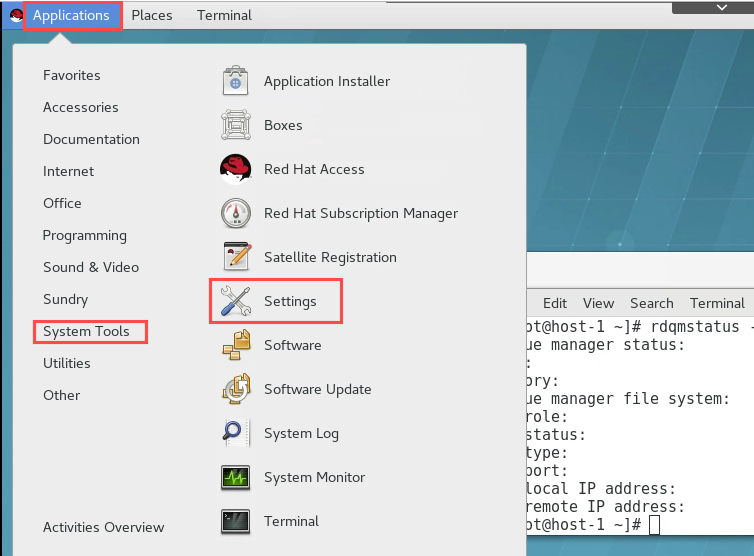 Applications Places Terminal
Favorites
Accessories
Documentation
Internet
Office
Programming
Sound & Video
Sundry
System Tools
Utilities
Other
Activities Overview
Application Installer
Boxes
Red Hat Access
Red Hat Subscription Manager
Satellite Registration
Settings
Software
Software Update
System Log
System Monitor
Terminal
Edit View Search Terminal
ot@host-1 ~]# rdqmstatus -
ue manager status:
:
ory:
ue manager file system:
role:
status:
type:
port:
local IP address:
remote IP address:
ot@host-1 ~]#